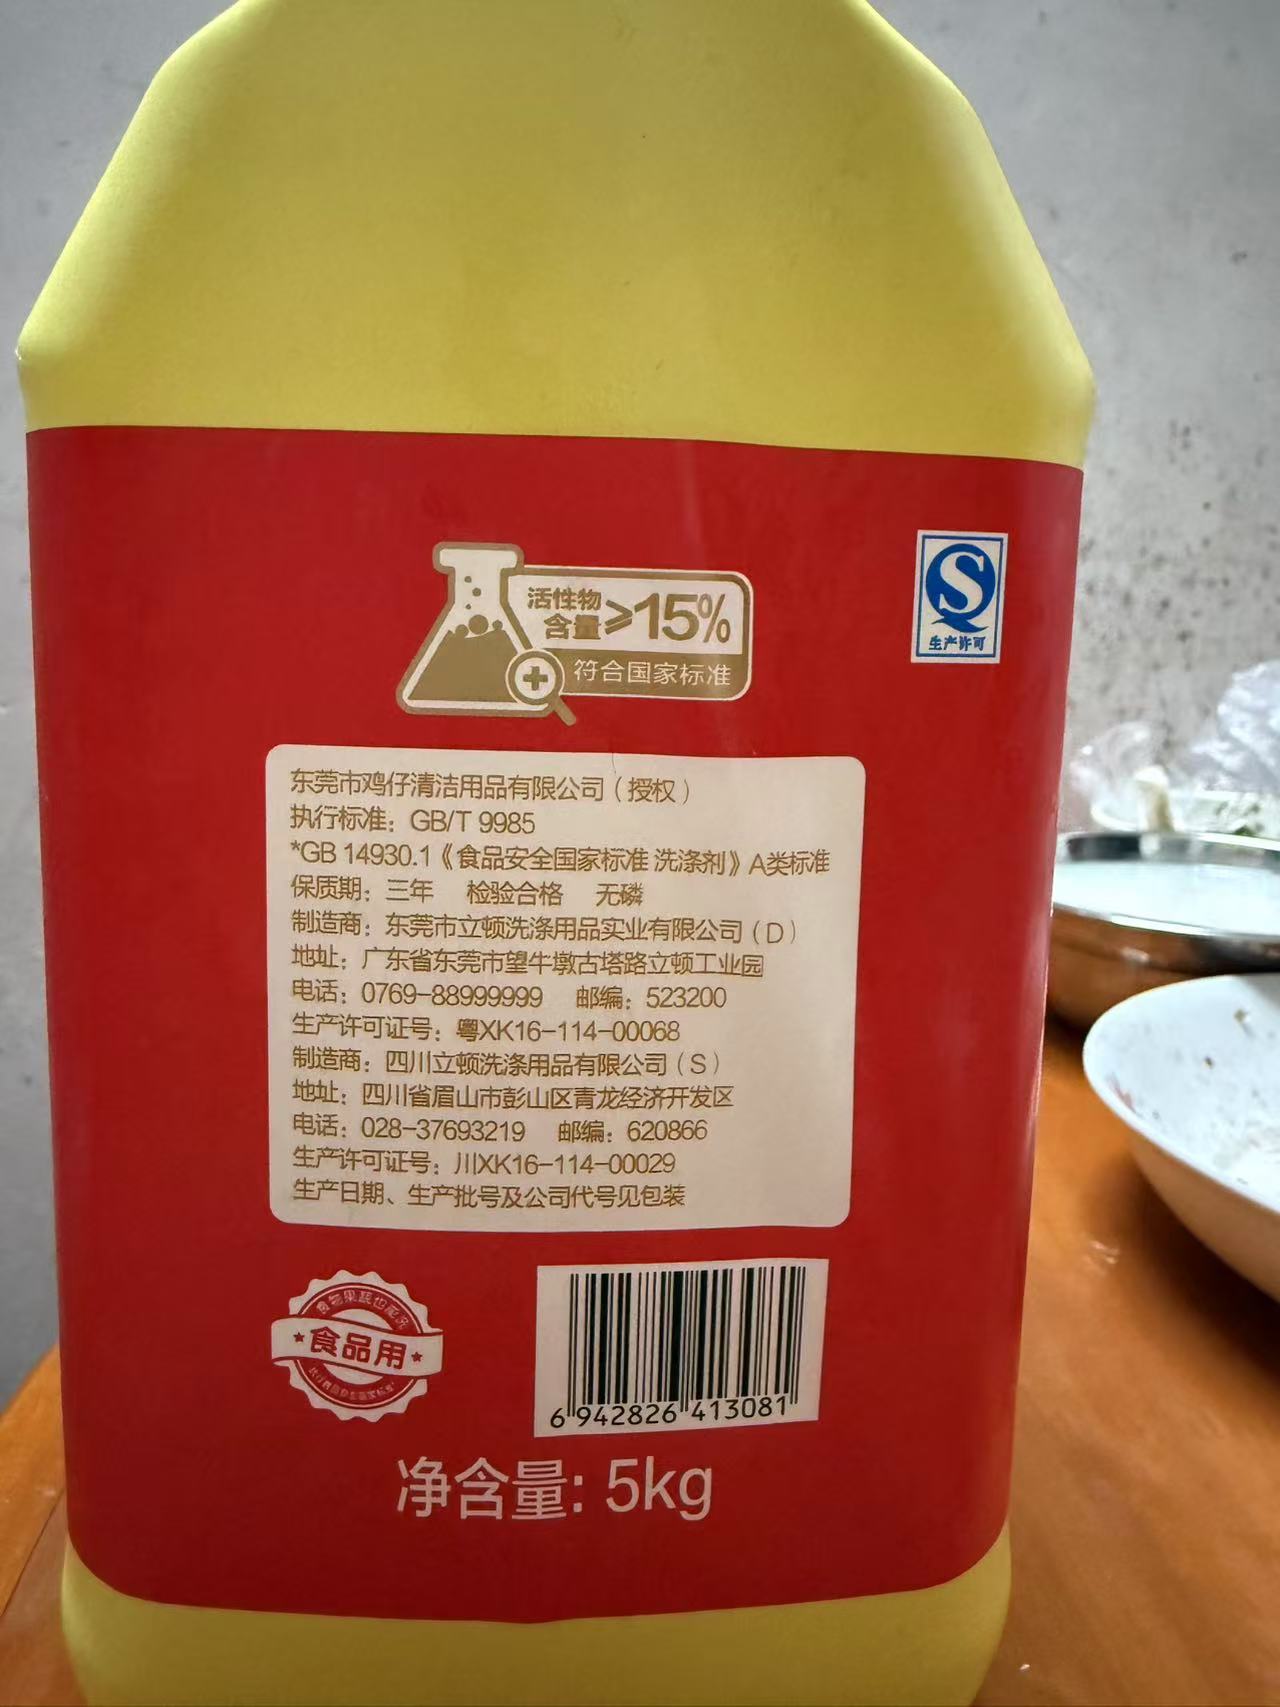 活性物
含量≥15%
符合国家标准
QS
生产许可
东莞市鸡仔清洁用品有限公司（授权）
执行标准：GB/T 9985
*GB 14930.1《食品安全国家标准 洗涤剂》A类标准
保质期：三年 检验合格 无磷
制造商：东莞市立顿洗涤用品实业有限公司（D）
地址：广东省东莞市望牛墩古塔路立顿工业园
电话：0769-88999999 邮编：523200
生产许可证号：粤XK16-114-00068
制造商：四川立顿洗涤用品有限公司（S）
地址：四川省眉山市彭山区青龙经济开发区
电话：028-37693219 邮编：620866
生产许可证号：川XK16-114-00029
生产日期、生产批号及公司代号见包装
食品用
6 942826 413081
净含量: 5kg